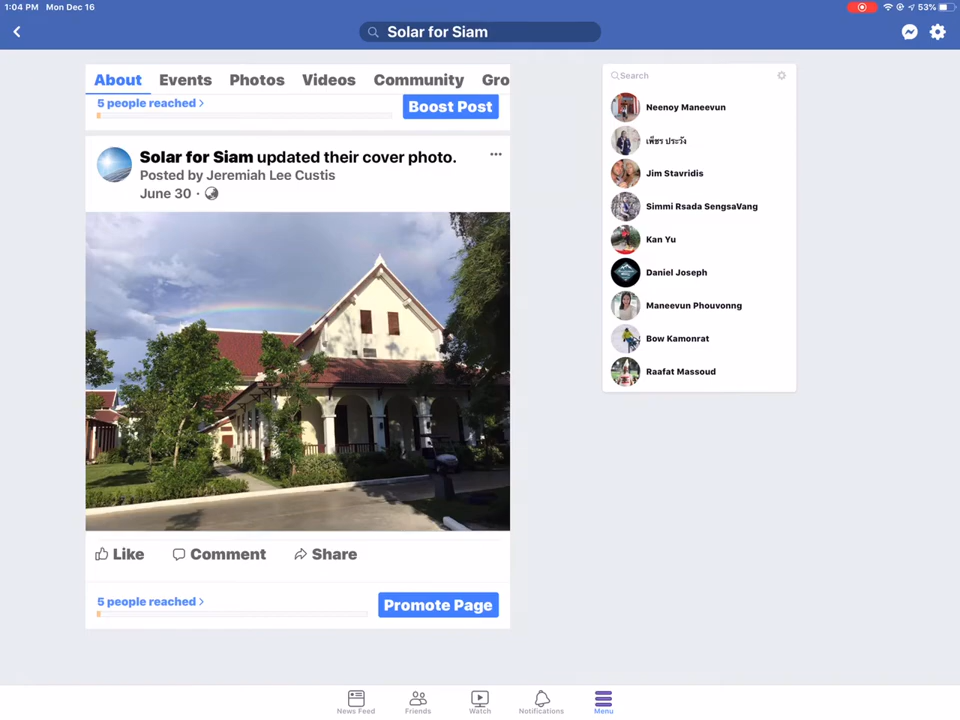 1:04 PM Mon Dec 16
53%
Solar for Siam
About Events Photos Videos Community Gro
5 people reached
Boost Post
Solar for Siam updated their cover photo.
Posted by Jeremiah Lee Custis
June 30 ·
Like Comment Share
5 people reached
Promote Page
Search
Neenoy Maneevun
เพ็ชร ประวัง
Jim Stavridis
Simmi Rsada SengsaVang
Kan Yu
Daniel Joseph
Maneevun Phouvonng
Bow Kamonrat
Raafat Massoud
News Feed Friends Watch Notifications Menu